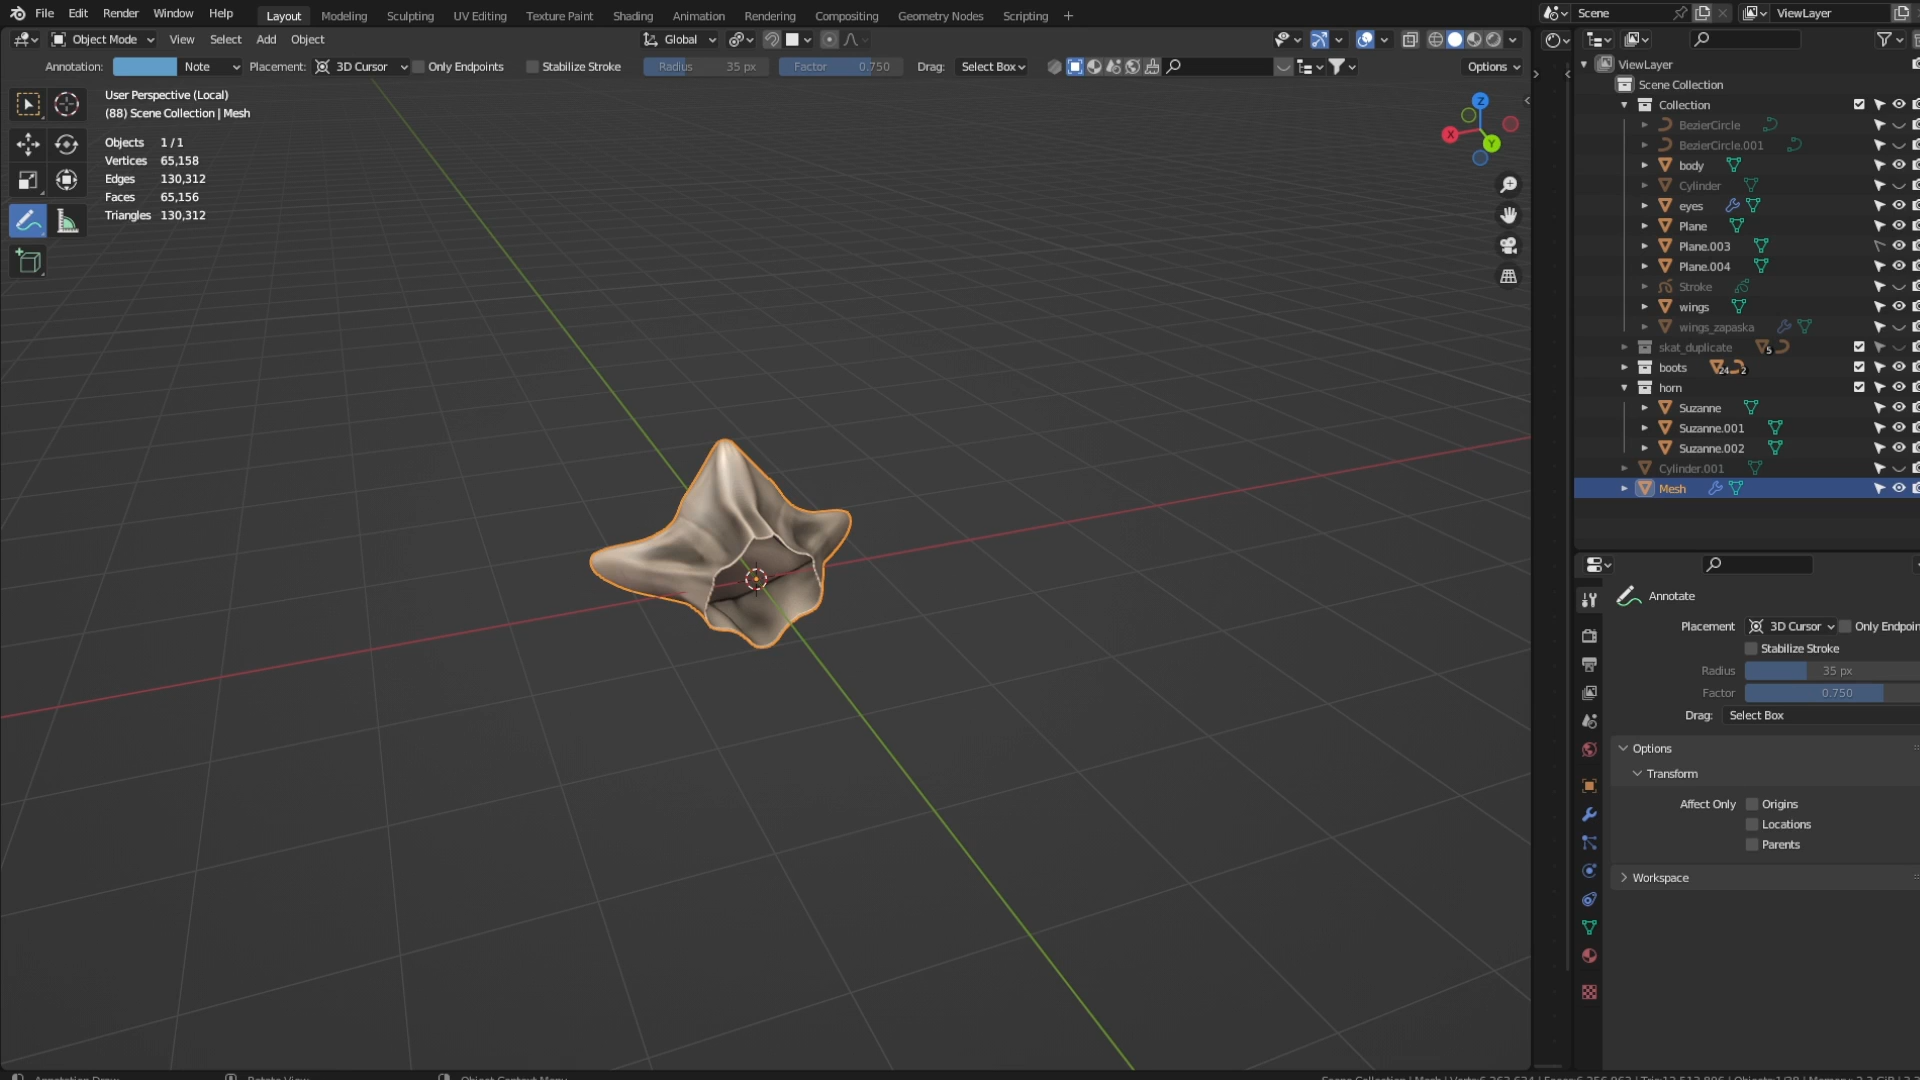 File Edit Render Window Help Layout Modeling Sculpting UV Editing Texture Paint Shading Animation Rendering Compositing Geometry Nodes Scripting + Scene ViewLayer
Object Mode View Select Add Object Global
Annotation: Note Placement: 3D Cursor Only Endpoints Stabilize Stroke Radius 35 px Factor 0.750 Drag: Select Box Options
User Perspective (Local)
(88) Scene Collection | Mesh
Objects 1 / 1
Vertices 65,158
Edges 130,312
Faces 65,156
Triangles 130,312
Z
X
Y
ViewLayer
Scene Collection
Collection
BezierCircle
BezierCircle.001
body
Cylinder
eyes
Plane
Plane.003
Plane.004
Stroke
wings
wings_zapaska
skat_duplicate 5
boots 24 2
horn
Suzanne
Suzanne.001
Suzanne.002
Cylinder.001
Mesh
Annotate
Placement 3D Cursor Only Endpoin
Stabilize Stroke
Radius 35 px
Factor 0.750
Drag: Select Box
Options
Transform
Affect Only Origins
Locations
Parents
Workspace